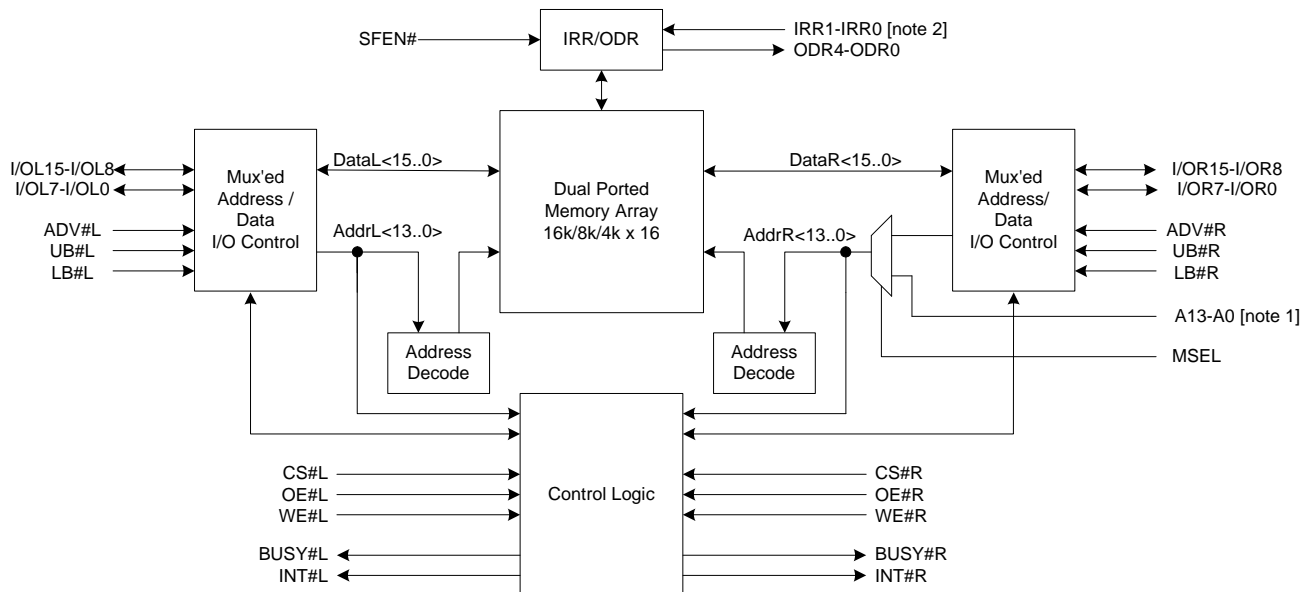 SFEN#
IRR/ODR
IRR1-IRR0 [note 2]
ODR4-ODR0
I/OL15-I/OL8
I/OL7-I/OL0
ADV#L
UB#L
LB#L
Mux'ed
Address /
Data
I/O Control
DataL<15..0>
AddrL<13..0>
Dual Ported
Memory Array
16k/8k/4k x 16
DataR<15..0>
AddrR<13..0>
Mux'ed
Address/
Data
I/O Control
I/OR15-I/OR8
I/OR7-I/OR0
ADV#R
UB#R
LB#R
A13-A0 [note 1]
MSEL
Address
Decode
Address
Decode
Control Logic
CS#L
OE#L
WE#L
BUSY#L
INT#L
CS#R
OE#R
WE#R
BUSY#R
INT#R